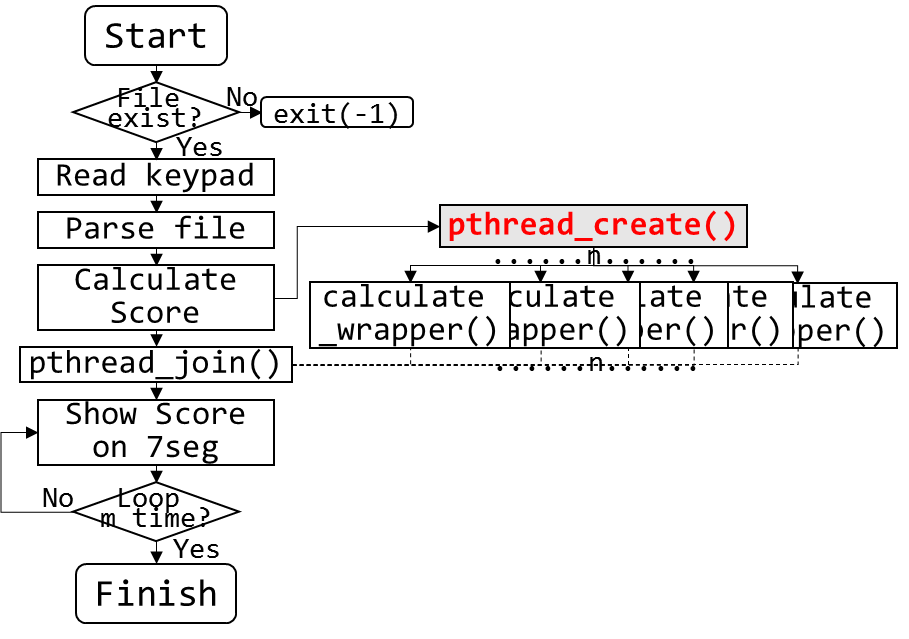 Start
File
exist?
No
exit(-1)
Yes
Read keypad
Parse file
pthread_create()
......n......
Calculate
Score
calculate
_wrapper()
culate
apper()
late
per()
te
r()
ulate
pper()
pthread_join()
.......n......
Show Score
on 7seg
No
Loop
m time?
Yes
Finish